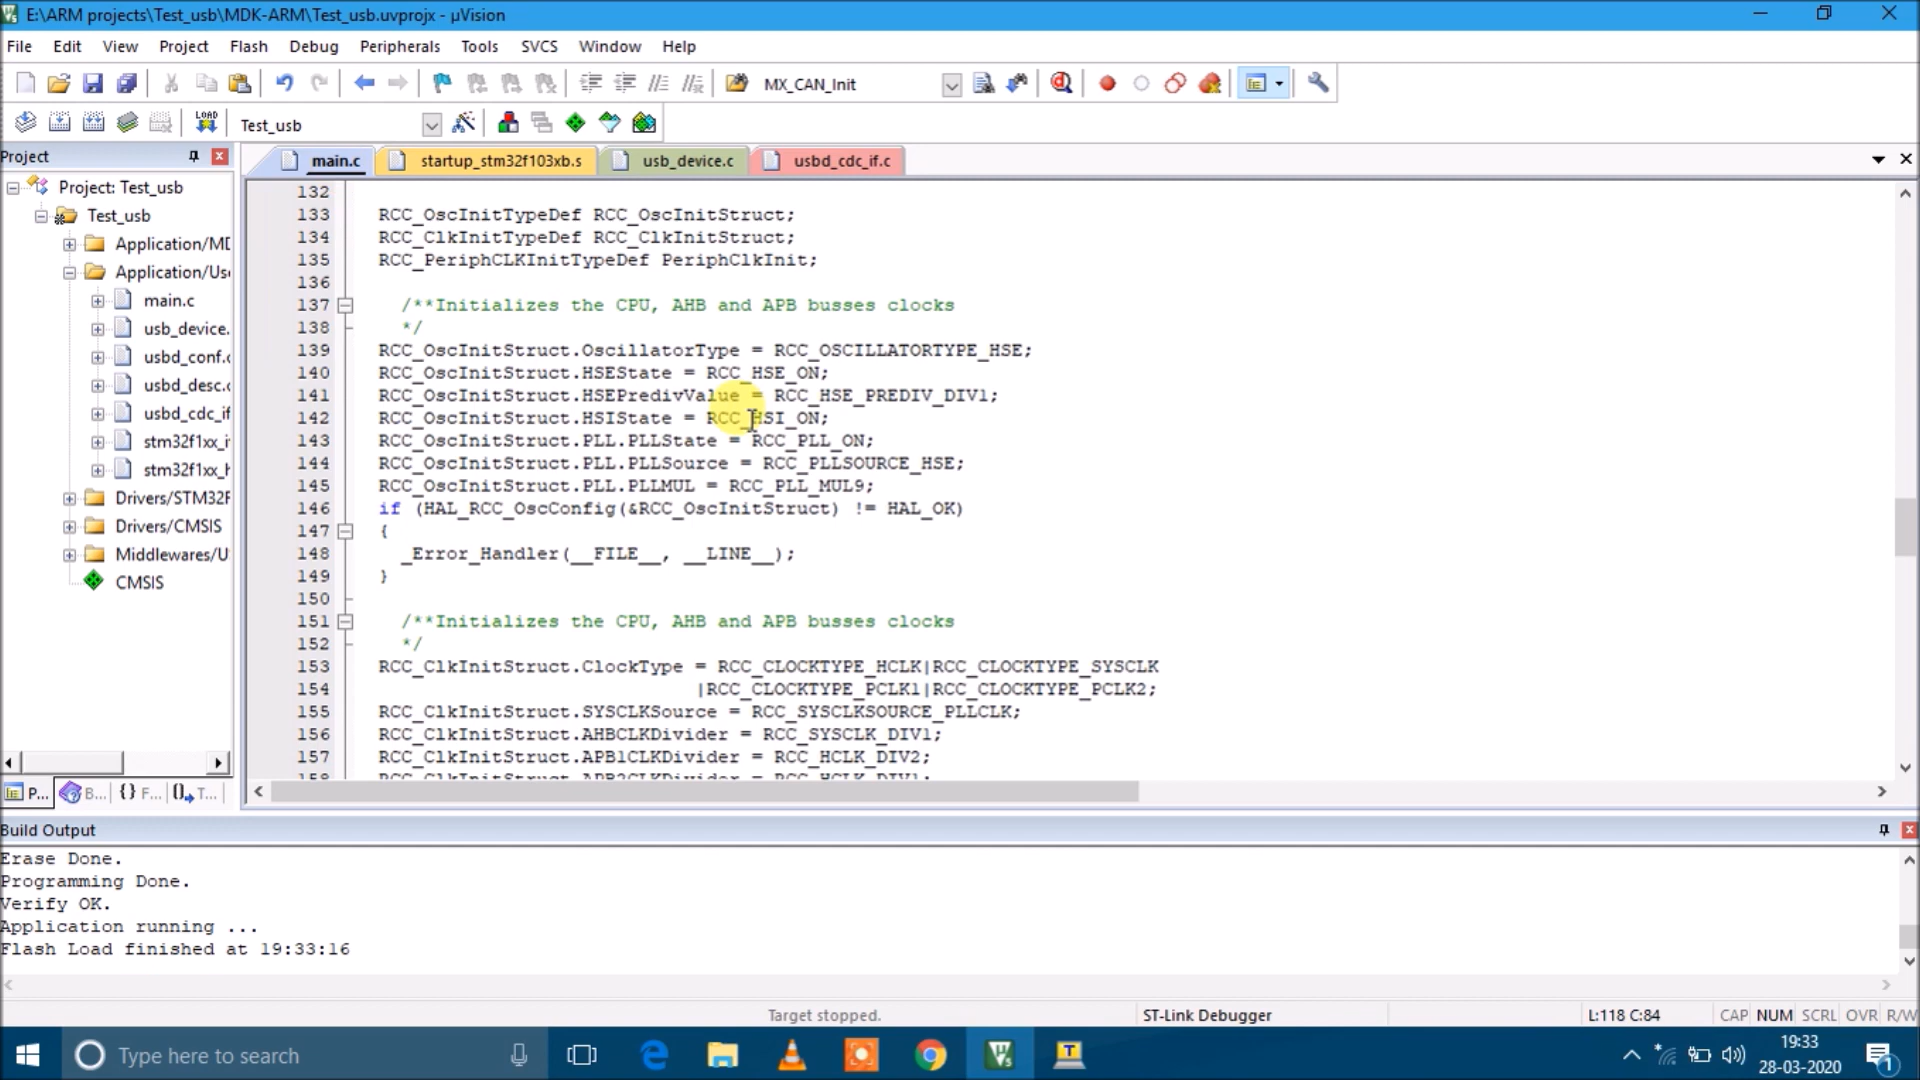 E:\ARM projects\Test_usb\MDK-ARM\Test_usb.uvprojx - µVision
File Edit View Project Flash Debug Peripherals Tools SVCS Window Help
MX_CAN_Init
LOAD
Test_usb
Project
main.c startup_stm32f103xb.s usb_device.c usbd_cdc_if.c
Project: Test_usb
Test_usb
Application/MD
Application/Use
main.c
usb_device.
usbd_conf.c
usbd_desc.c
usbd_cdc_if
stm32f1xx_i
stm32f1xx_h
Drivers/STM32F
Drivers/CMSIS
Middlewares/U
CMSIS
P... B... {} F... T...
132
133 RCC_OscInitTypeDef RCC_OscInitStruct;
134 RCC_ClkInitTypeDef RCC_ClkInitStruct;
135 RCC_PeriphCLKInitTypeDef PeriphClkInit;
136
137 /**Initializes the CPU, AHB and APB busses clocks
138 */
139 RCC_OscInitStruct.OscillatorType = RCC_OSCILLATORTYPE_HSE;
140 RCC_OscInitStruct.HSEState = RCC_HSE_ON;
141 RCC_OscInitStruct.HSEPredivValue = RCC_HSE_PREDIV_DIV1;
142 RCC_OscInitStruct.HSIState = RCC_HSI_ON;
143 RCC_OscInitStruct.PLL.PLLState = RCC_PLL_ON;
144 RCC_OscInitStruct.PLL.PLLSource = RCC_PLLSOURCE_HSE;
145 RCC_OscInitStruct.PLL.PLLMUL = RCC_PLL_MUL9;
146 if (HAL_RCC_OscConfig(&RCC_OscInitStruct) != HAL_OK)
147 {
148 _Error_Handler(__FILE__, __LINE__);
149 }
150
151 /**Initializes the CPU, AHB and APB busses clocks
152 */
153 RCC_ClkInitStruct.ClockType = RCC_CLOCKTYPE_HCLK|RCC_CLOCKTYPE_SYSCLK
154 |RCC_CLOCKTYPE_PCLK1|RCC_CLOCKTYPE_PCLK2;
155 RCC_ClkInitStruct.SYSCLKSource = RCC_SYSCLKSOURCE_PLLCLK;
156 RCC_ClkInitStruct.AHBCLKDivider = RCC_SYSCLK_DIV1;
157 RCC_ClkInitStruct.APB1CLKDivider = RCC_HCLK_DIV2;
158 RCC_ClkInitStruct.APB2CLKDivider = RCC_HCLK_DIV1;
Build Output
Erase Done.
Programming Done.
Verify OK.
Application running ...
Flash Load finished at 19:33:16
Target stopped. ST-Link Debugger L:118 C:84 CAP NUM SCRL OVR R/W
Type here to search
19:33
28-03-2020
1